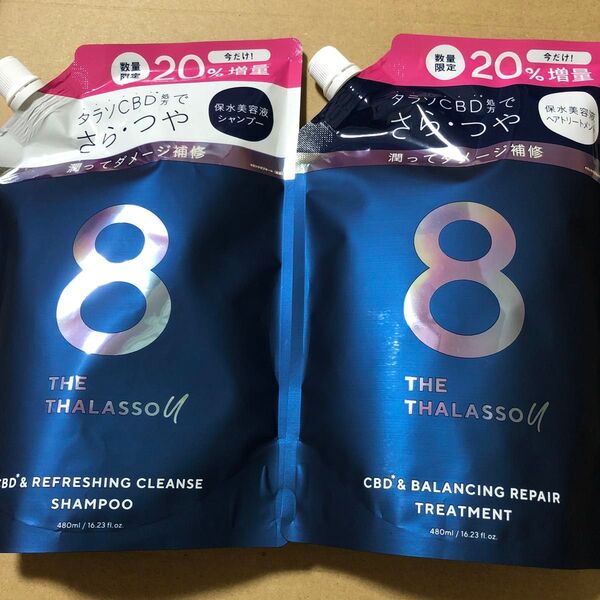 数量
限定
今だけ!
20%増量
タラソCBD処方で
さら・つや
保水美容液
シャンプー
潤ってダメージ補修
8
THE
THALASSO U
CBD* & REFRESHING CLEANSE
SHAMPOO
480ml / 16.23 fl.oz.
数量
限定
今だけ!
20%増量
タラソCBD処方で
さら・つや
保水美容液
ヘアトリートメント
潤ってダメージ補修
8
THE
THALASSO U
CBD* & BALANCING REPAIR
TREATMENT
480ml / 16.23 fl.oz.